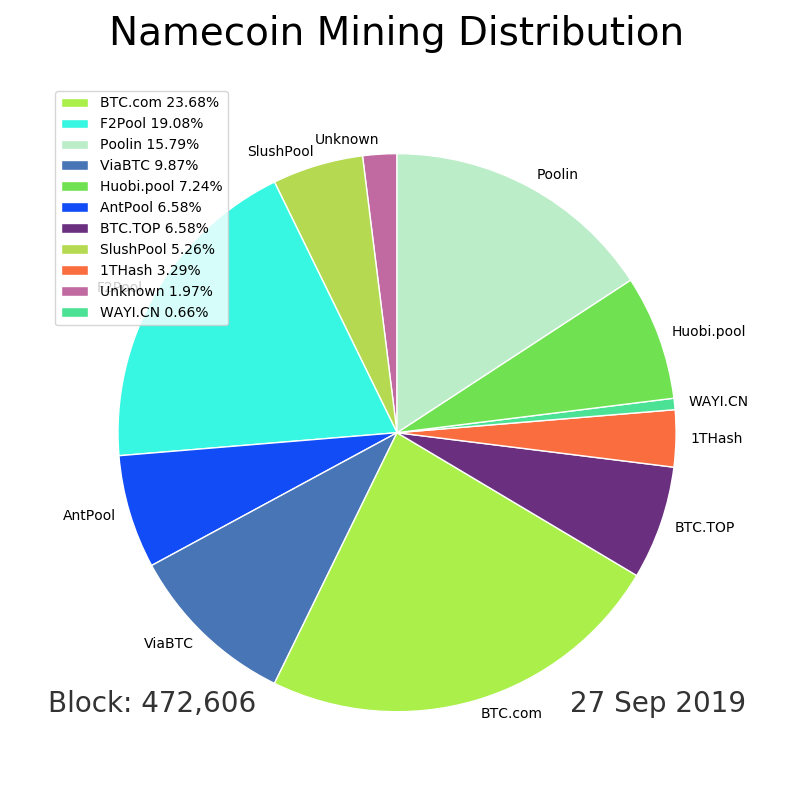 Namecoin Mining Distribution
BTC.com 23.68%
F2Pool 19.08%
Poolin 15.79%
ViaBTC 9.87%
Huobi.pool 7.24%
AntPool 6.58%
BTC.TOP 6.58%
SlushPool 5.26%
1THash 3.29%
Unknown 1.97%
WAYI.CN 0.66%
Unknown
SlushPool
Poolin
F2Pool
Huobi.pool
WAYI.CN
1THash
AntPool
BTC.TOP
ViaBTC
BTC.com
Block: 472,606
27 Sep 2019